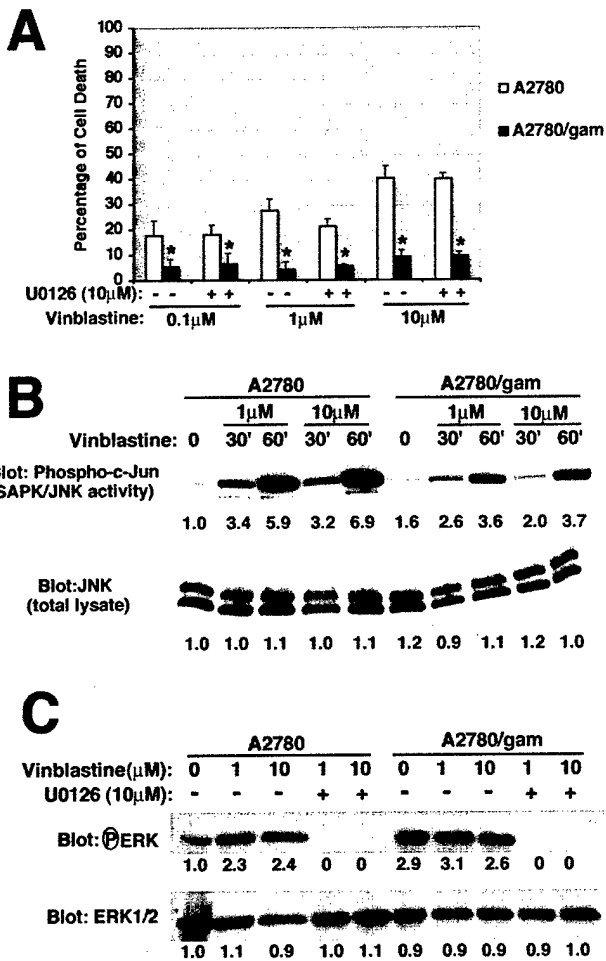 A
Percentage of Cell Death
100
90
80
70
60
50
40
30
20
10
0
A2780
A2780/gam
* * * * * *
U0126 (10µM): - - + + - - + + - - + +
Vinblastine: 0.1µM 1µM 10µM
B
A2780 A2780/gam
1µM 10µM 1µM 10µM
Vinblastine: 0 30' 60' 30' 60' 0 30' 60' 30' 60'
Blot: Phospho-c-Jun
SAPK/JNK activity)
1.0 3.4 5.9 3.2 6.9 1.6 2.6 3.6 2.0 3.7
Blot:JNK
(total lysate)
1.0 1.0 1.1 1.0 1.1 1.2 0.9 1.1 1.2 1.0
C
A2780 A2780/gam
Vinblastine(µM): 0 1 10 1 10 0 1 10 1 10
U0126 (10µM): - - - + + - - - + +
Blot: ⓅERK
1.0 2.3 2.4 0 0 2.9 3.1 2.6 0 0
Blot: ERK1/2
1.0 1.1 0.9 1.0 1.1 0.9 0.9 0.9 0.9 1.0